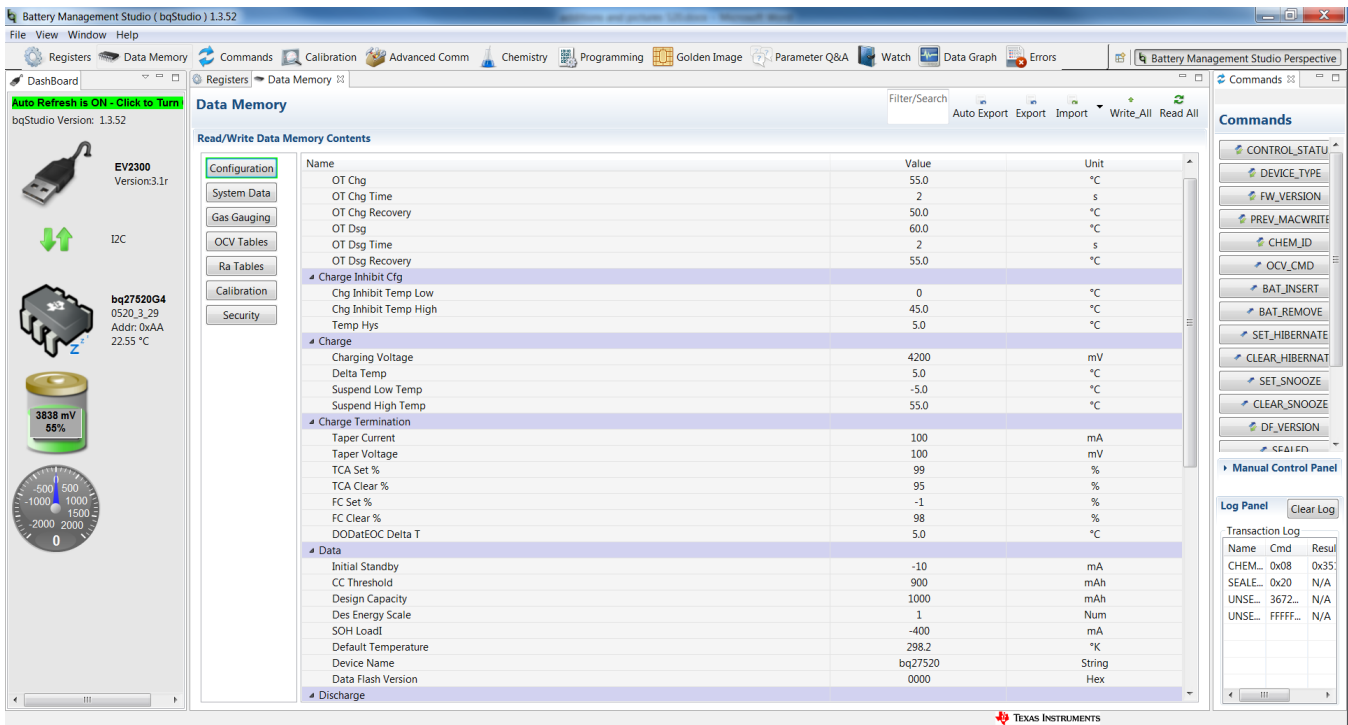 Battery Management Studio ( bqStudio ) 1.3.52
File View Window Help
Registers Data Memory Commands Calibration Advanced Comm Chemistry Programming Golden Image Parameter Q&A Watch Data Graph Errors Battery Management Studio Perspective
DashBoard
Auto Refresh is ON - Click to Turn
bqStudio Version: 1.3.52
EV2300
Version:3.1r
I2C
bq27520G4
0520_3_29
Addr: 0xAA
22.55 °C
Z
3838 mV
55%
-500 500
-1000 1000
1500
-2000 2000
0
Registers Data Memory
Data Memory
Filter/Search Auto Export Export Import Write_All Read All
Read/Write Data Memory Contents
Configuration
System Data
Gas Gauging
OCV Tables
Ra Tables
Calibration
Security
Name Value Unit
OT Chg 55.0 °C
OT Chg Time 2 s
OT Chg Recovery 50.0 °C
OT Dsg 60.0 °C
OT Dsg Time 2 s
OT Dsg Recovery 55.0 °C
Charge Inhibit Cfg
Chg Inhibit Temp Low 0 °C
Chg Inhibit Temp High 45.0 °C
Temp Hys 5.0 °C
Charge
Charging Voltage 4200 mV
Delta Temp 5.0 °C
Suspend Low Temp -5.0 °C
Suspend High Temp 55.0 °C
Charge Termination
Taper Current 100 mA
Taper Voltage 100 mV
TCA Set % 99 %
TCA Clear % 95 %
FC Set % -1 %
FC Clear % 98 %
DODatEOC Delta T 5.0 °C
Data
Initial Standby -10 mA
CC Threshold 900 mAh
Design Capacity 1000 mAh
Des Energy Scale 1 Num
SOH LoadI -400 mA
Default Temperature 298.2 °K
Device Name bq27520 String
Data Flash Version 0000 Hex
Discharge
Commands
Commands
CONTROL_STATU
DEVICE_TYPE
FW_VERSION
PREV_MACWRITE
CHEM_ID
OCV_CMD
BAT_INSERT
BAT_REMOVE
SET_HIBERNATE
CLEAR_HIBERNAT
SET_SNOOZE
CLEAR_SNOOZE
DF_VERSION
SEALED
Manual Control Panel
Log Panel Clear Log
Transaction Log
Name Cmd Resul
CHEM... 0x08 0x35
SEALE... 0x20 N/A
UNSE... 3672... N/A
UNSE... FFFFF... N/A
TEXAS INSTRUMENTS